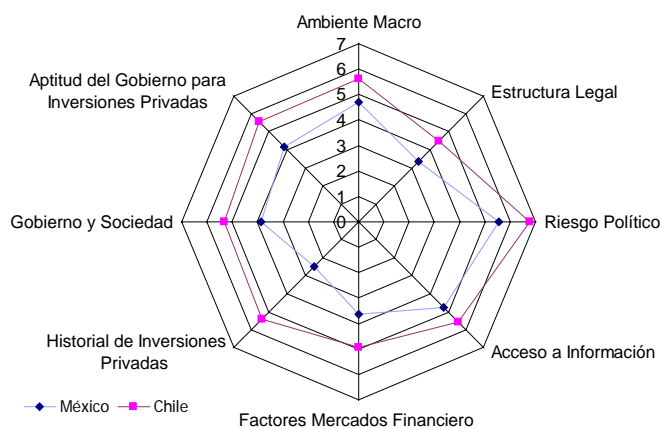 Ambiente Macro
7
6
5
4
3
2
1
0
Aptitud del Gobierno para
Inversiones Privadas
Estructura Legal
Gobierno y Sociedad
Riesgo Político
Historial de Inversiones
Privadas
Acceso a Información
México
Chile
Factores Mercados Financiero